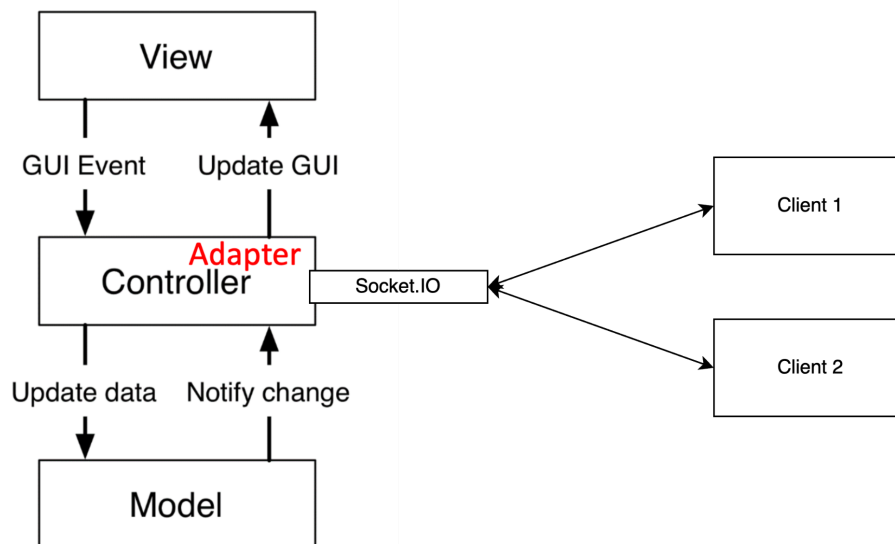 View
GUI Event
Update GUI
Adapter
Controller
Socket.IO
Client 1
Client 2
Update data
Notify change
Model